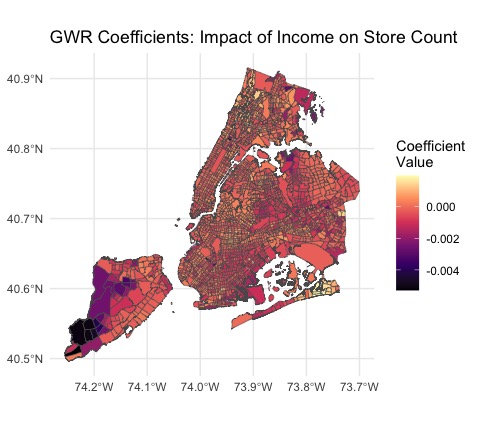 GWR Coefficients: Impact of Income on Store Count
40.9°N
40.8°N
40.7°N
40.6°N
40.5°N
74.2°W 74.1°W 74.0°W 73.9°W 73.8°W 73.7°W
Coefficient
Value
0.000
-0.002
-0.004